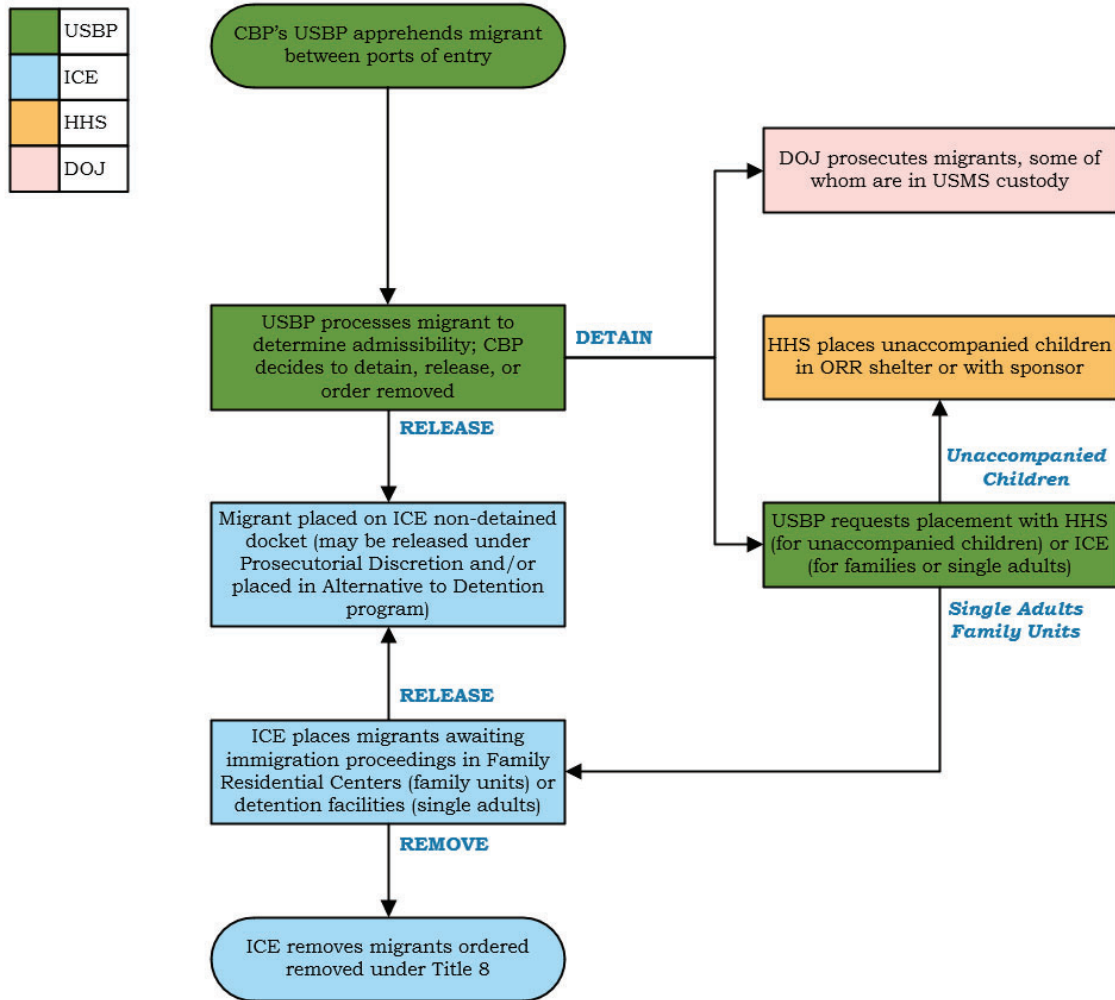 USBP
ICE
HHS
DOJ
CBP’s USBP apprehends migrant
between ports of entry
DOJ prosecutes migrants, some of
whom are in USMS custody
USBP processes migrant to
determine admissibility; CBP
decides to detain, release, or
order removed
DETAIN
HHS places unaccompanied children
in ORR shelter or with sponsor
RELEASE
Unaccompanied
Children
Migrant placed on ICE non-detained
docket (may be released under
Prosecutorial Discretion and/or
placed in Alternative to Detention
program)
USBP requests placement with HHS
(for unaccompanied children) or ICE
(for families or single adults)
Single Adults
Family Units
RELEASE
ICE places migrants awaiting
immigration proceedings in Family
Residential Centers (family units) or
detention facilities (single adults)
REMOVE
ICE removes migrants ordered
removed under Title 8